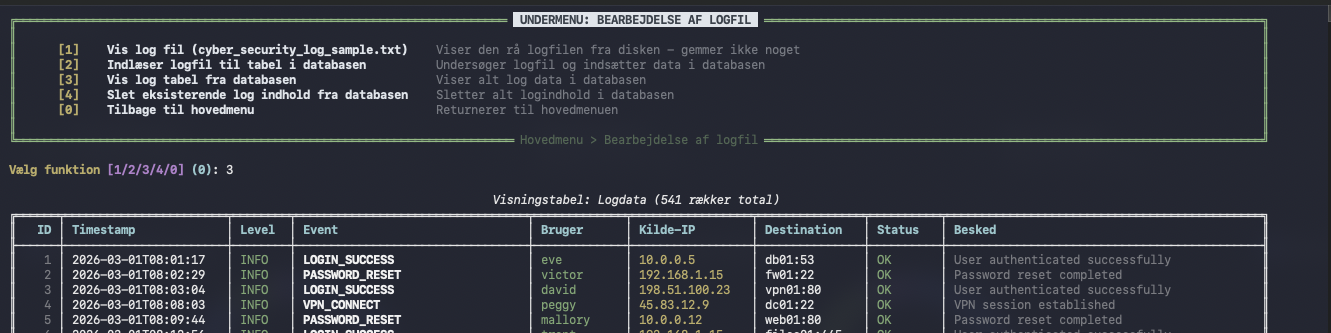 UNDERMENU: BEARBEJDELSE AF LOGFIL
[1] Vis log fil (cyber_security_log_sample.txt) Viser den rå logfilen fra disken – gemmer ikke noget
[2] Indlæser logfil til tabel i databasen Undersøger logfil og indsætter data i databasen
[3] Vis log tabel fra databasen Viser alt log data i databasen
[4] Slet eksisterende log indhold fra databasen Sletter alt logindhold i databasen
[0] Tilbage til hovedmenu Returnerer til hovedmenuen
Hovedmenu > Bearbejdelse af logfil
Vælg funktion [1/2/3/4/0] (0): 3
Visningstabel: Logdata (541 rækker total)
ID Timestamp Level Event Bruger Kilde-IP Destination Status Besked
1 2026-03-01T08:01:17 INFO LOGIN_SUCCESS eve 10.0.0.5 db01:53 OK User authenticated successfully
2 2026-03-01T08:02:29 INFO PASSWORD_RESET victor 192.168.1.15 fw01:22 OK Password reset completed
3 2026-03-01T08:03:04 INFO LOGIN_SUCCESS david 198.51.100.23 vpn01:80 OK User authenticated successfully
4 2026-03-01T08:08:03 INFO VPN_CONNECT peggy 45.83.12.9 dc01:22 OK VPN session established
5 2026-03-01T08:09:44 INFO PASSWORD_RESET mallory 10.0.0.12 web01:80 OK Password reset completed